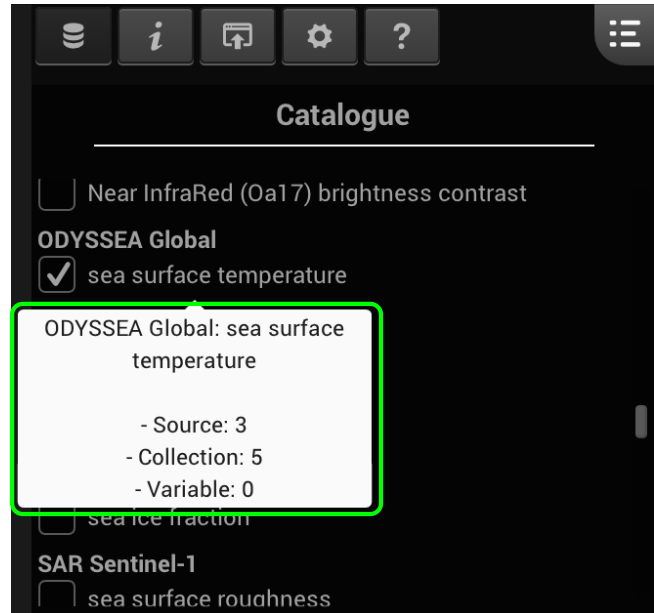 i
?
Catalogue
Near InfraRed (Oa17) brightness contrast
ODYSSEA Global
sea surface temperature
ODYSSEA Global: sea surface
temperature
- Source: 3
- Collection: 5
- Variable: 0
sea ice fraction
SAR Sentinel-1
sea surface roughness